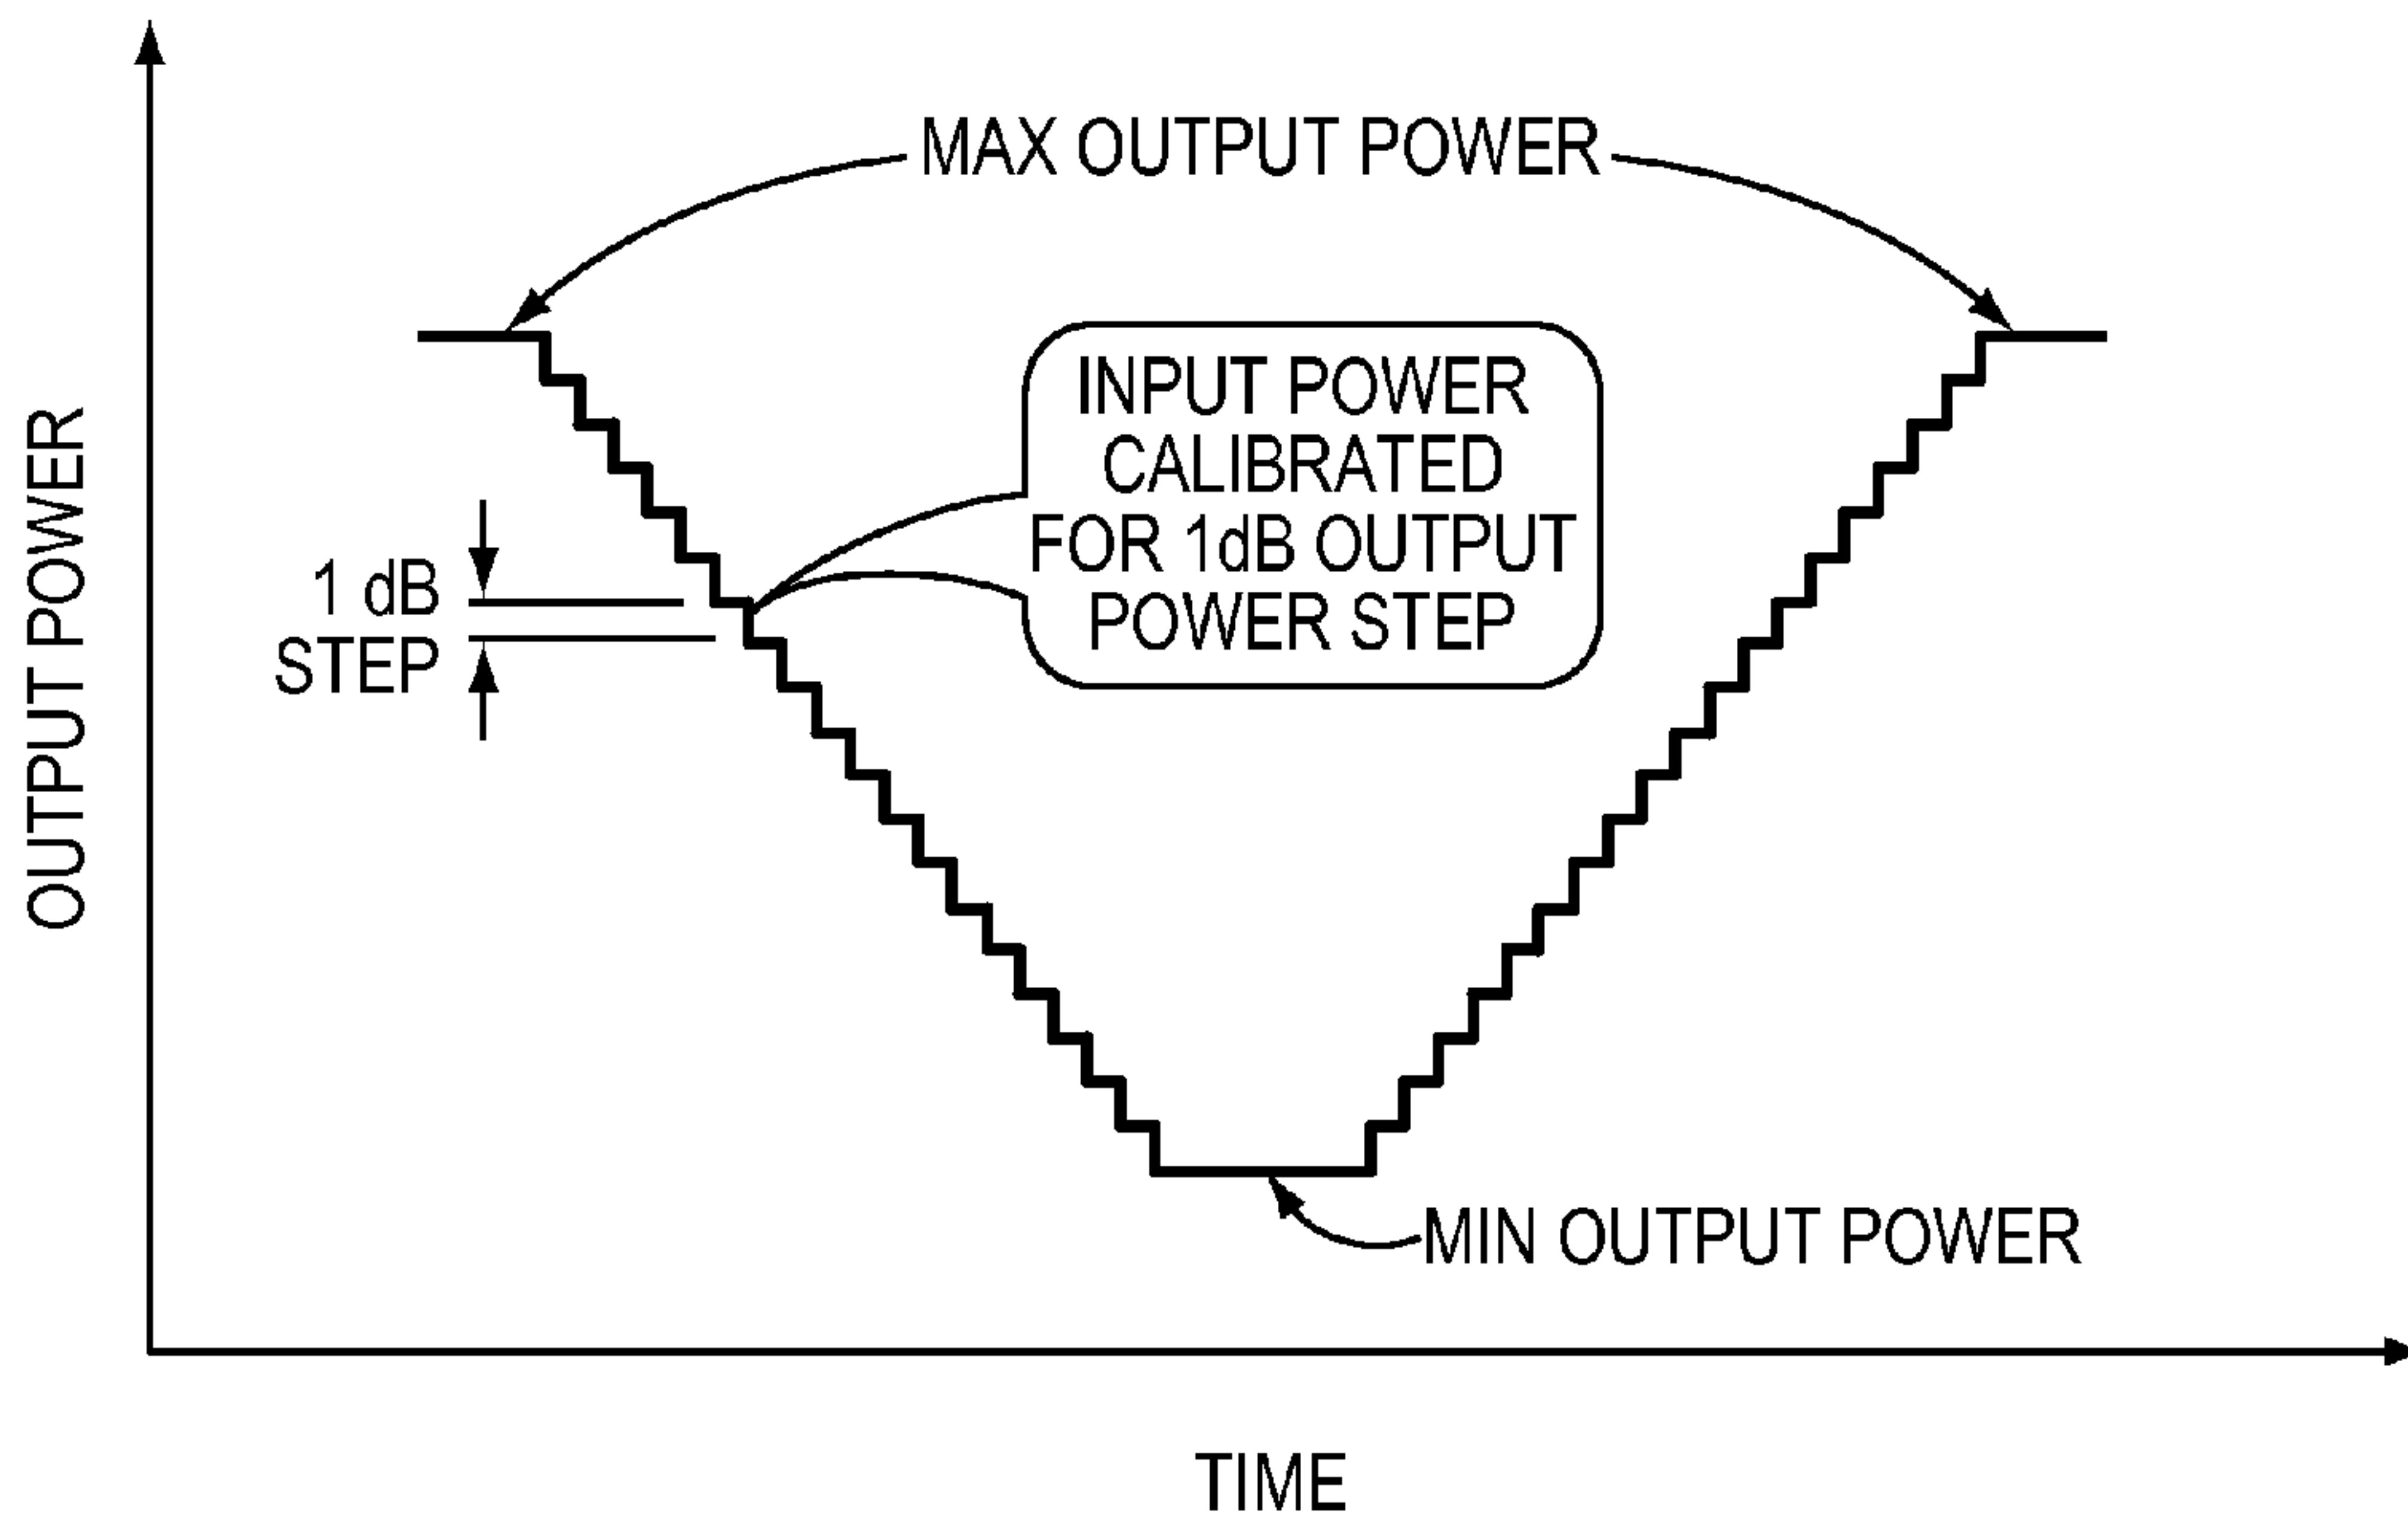 MAX OUTPUT POWER
INPUT POWER
CALIBRATED
FOR 1dB OUTPUT
POWER STEP
1 dB
STEP
OUTPUT POWER
MIN OUTPUT POWER
TIME